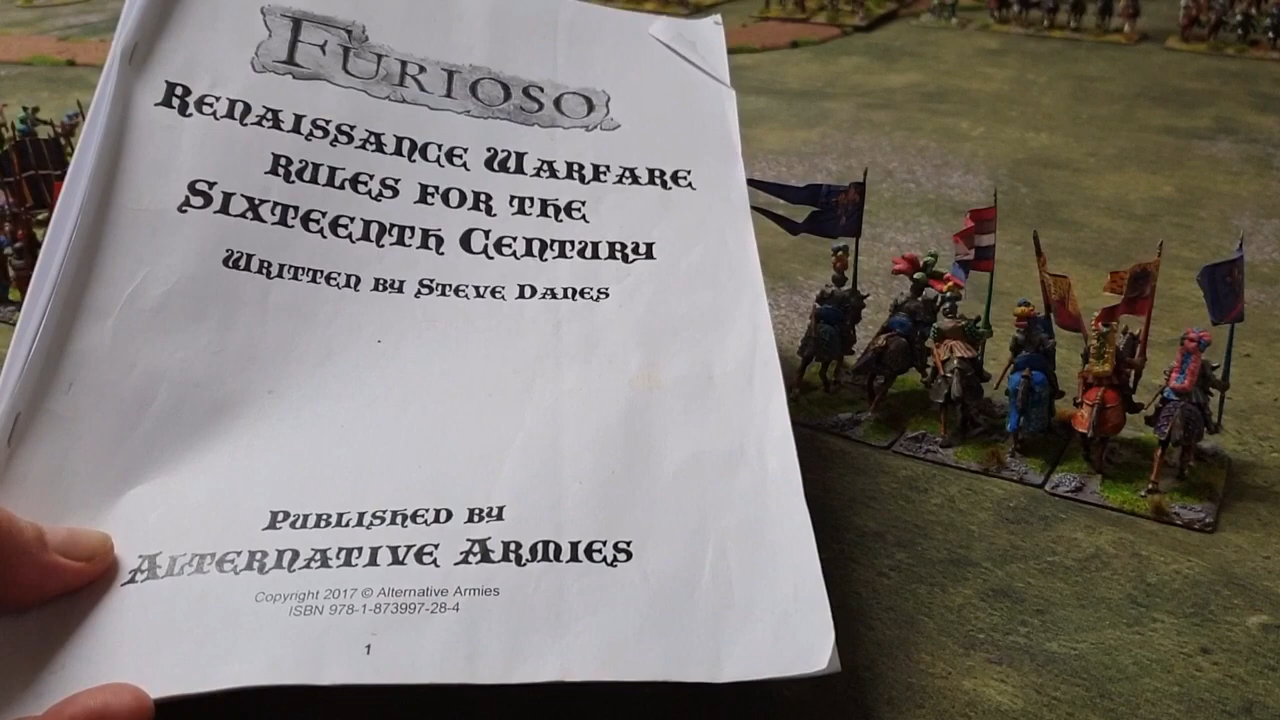 Furioso
Renaissance Warfare
rules for the
Sixteenth Century
Written by Steve Danes
Published by
Alternative Armies
Copyright 2017 © Alternative Armies
ISBN 978-1-873997-28-4
1